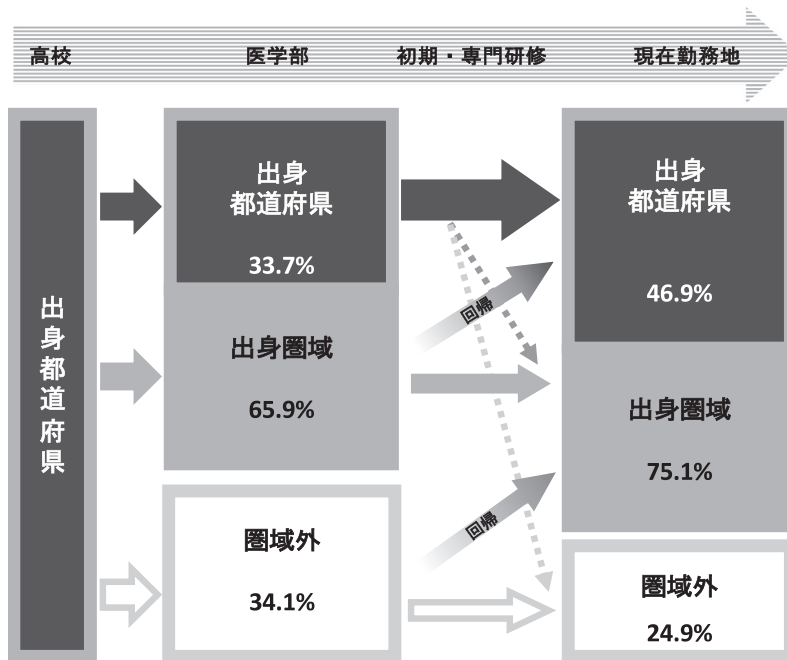 高校
医学部
初期・専門研修
現在勤務地
出身都道府県
出身
都道府県
33.7%
出身圏域
65.9%
圏域外
34.1%
回帰
回帰
出身
都道府県
46.9%
出身圏域
75.1%
圏域外
24.9%